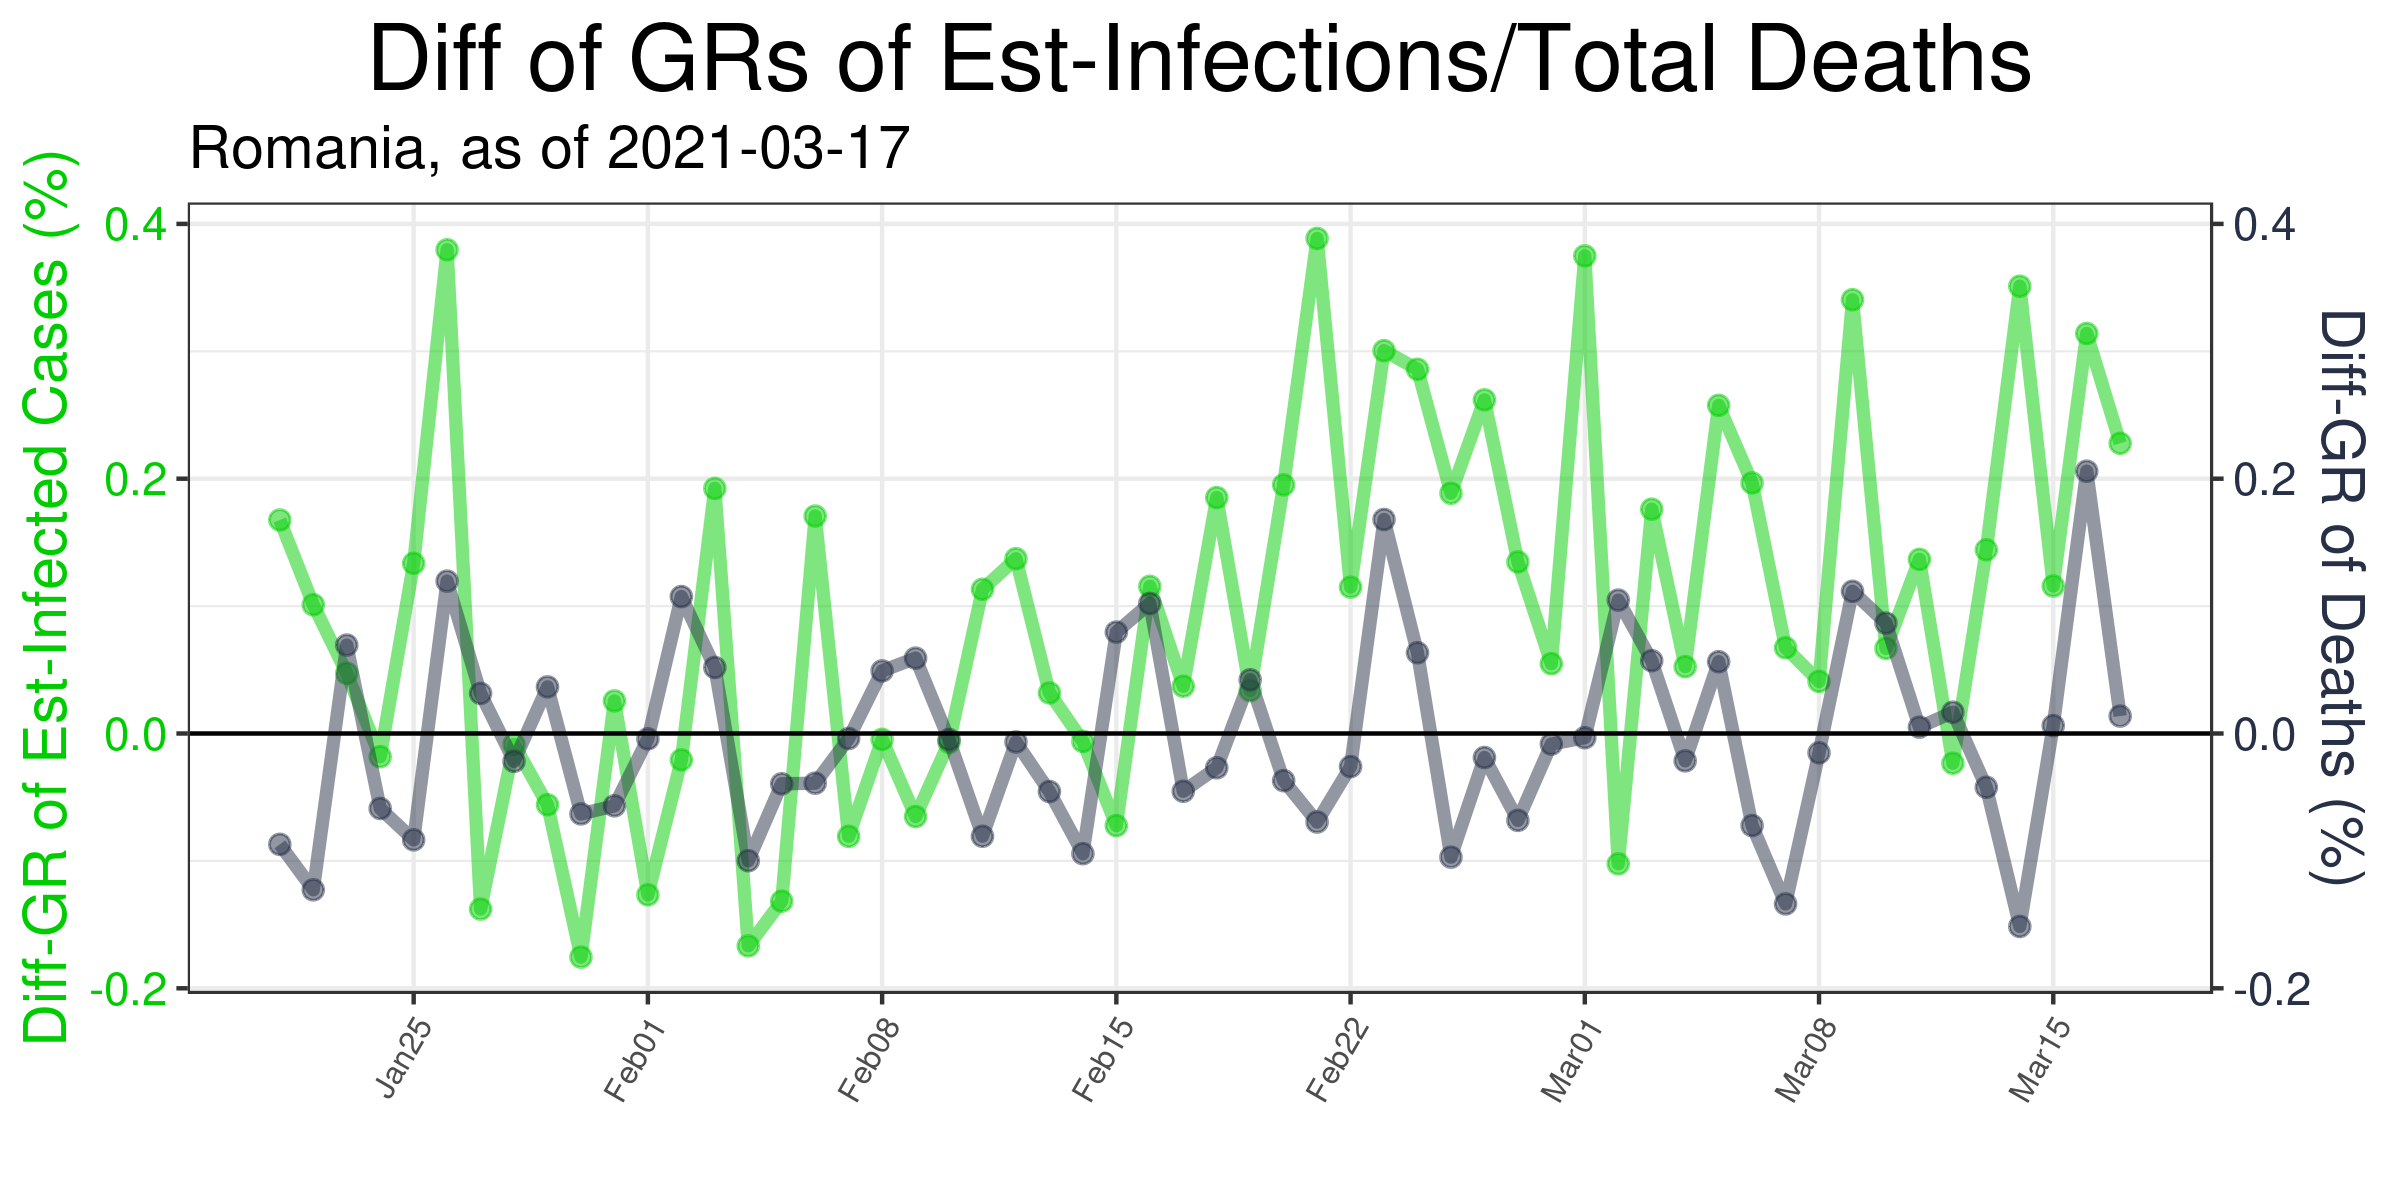 Diff of GRs of Est-Infections/Total Deaths
Romania, as of 2021-03-17
Diff-GR of Est-Infected Cases (%)
0.4
0.2
0.0
-0.2
0.4
0.2
0.0
-0.2
Diff-GR of Deaths (%)
Jan25
Feb01
Feb08
Feb15
Feb22
Mar01
Mar08
Mar15